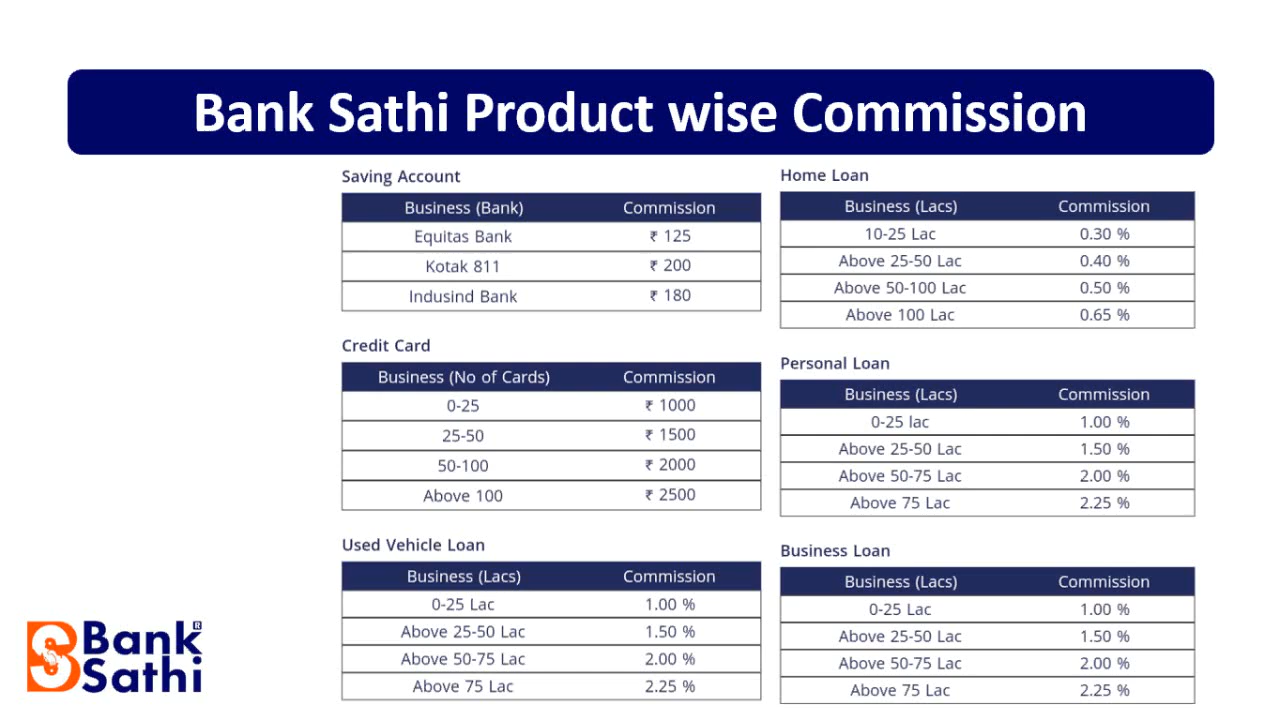 Bank Sathi Product wise Commission
Saving Account
Business (Bank) Commission
Equitas Bank ₹ 125
Kotak 811 ₹ 200
Indusind Bank ₹ 180
Credit Card
Business (No of Cards) Commission
0-25 ₹ 1000
25-50 ₹ 1500
50-100 ₹ 2000
Above 100 ₹ 2500
Used Vehicle Loan
Business (Lacs) Commission
0-25 Lac 1.00 %
Above 25-50 Lac 1.50 %
Above 50-75 Lac 2.00 %
Above 75 Lac 2.25 %
Home Loan
Business (Lacs) Commission
10-25 Lac 0.30 %
Above 25-50 Lac 0.40 %
Above 50-100 Lac 0.50 %
Above 100 Lac 0.65 %
Personal Loan
Business (Lacs) Commission
0-25 lac 1.00 %
Above 25-50 Lac 1.50 %
Above 50-75 Lac 2.00 %
Above 75 Lac 2.25 %
Business Loan
Business (Lacs) Commission
0-25 Lac 1.00 %
Above 25-50 Lac 1.50 %
Above 50-75 Lac 2.00 %
Above 75 Lac 2.25 %
Bank®
Sathi